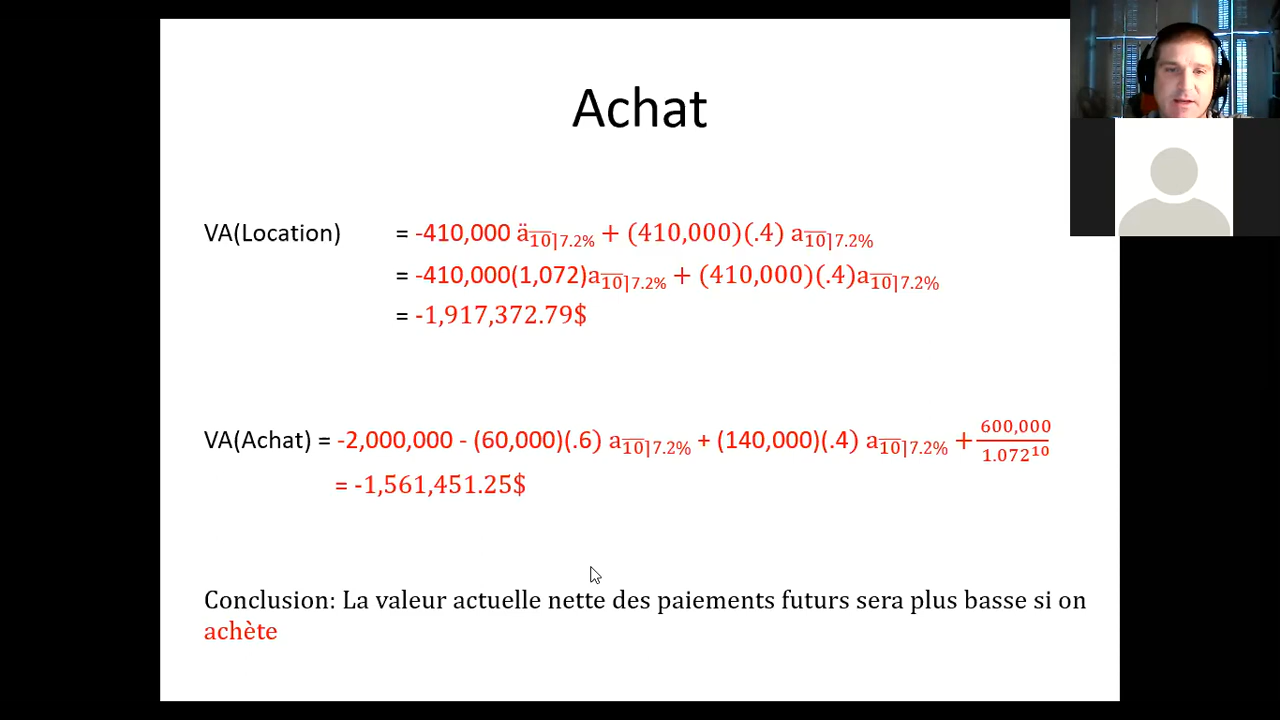 Achat
VA(Location) = -410,000 ä10⌉7.2% + (410,000)(.4) a10⌉7.2%
= -410,000(1,072)a10⌉7.2% + (410,000)(.4)a10⌉7.2%
= -1,917,372.79$
VA(Achat) = -2,000,000 - (60,000)(.6) a10⌉7.2% + (140,000)(.4) a10⌉7.2% + 600,000/1.072^10
= -1,561,451.25$
Conclusion: La valeur actuelle nette des paiements futurs sera plus basse si on
achète